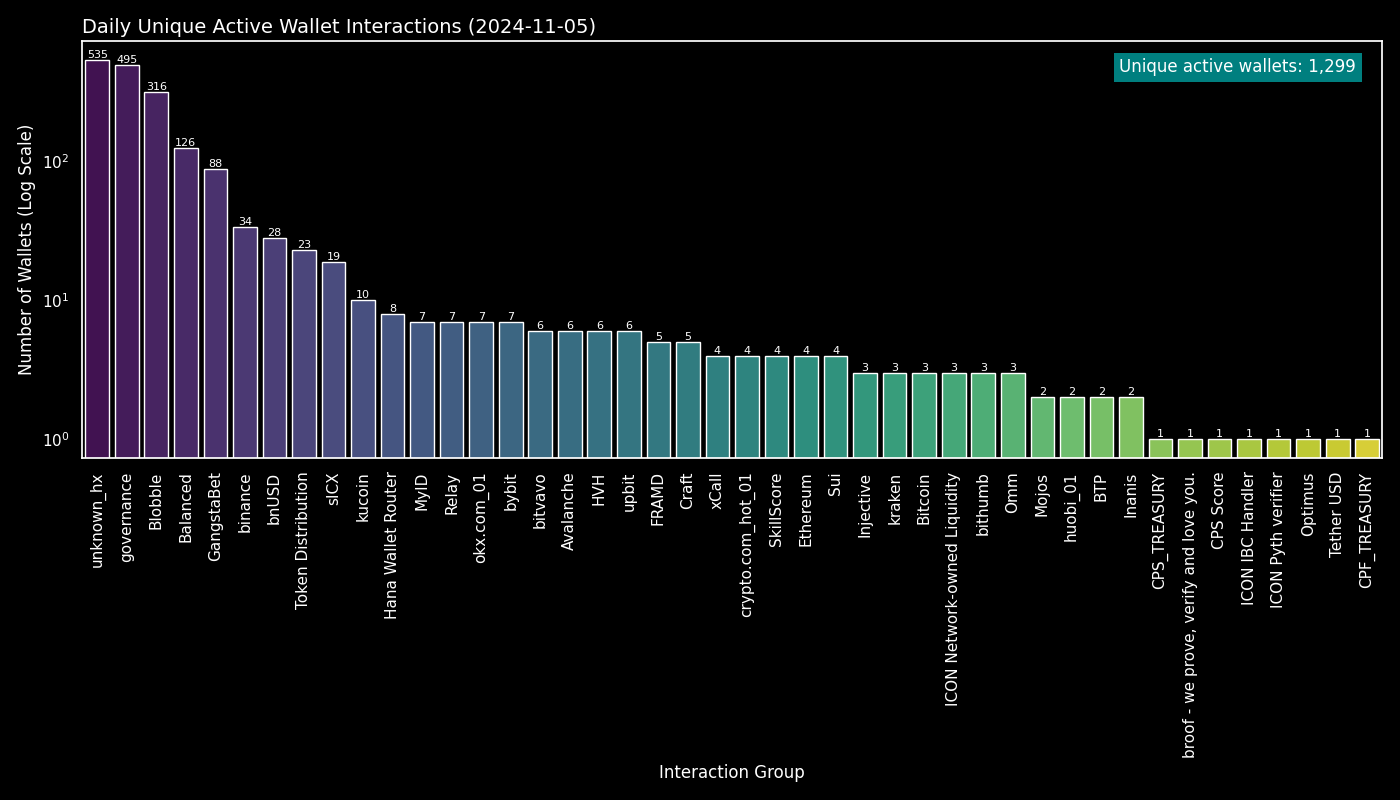 Daily Unique Active Wallet Interactions (2024-11-05)
Unique active wallets: 1,299
Number of Wallets (Log Scale)
10²
10¹
10⁰
535
495
316
126
88
34
28
23
19
10
8
7
7
7
7
6
6
6
6
5
5
4
4
4
4
4
3
3
3
3
3
3
2
2
2
2
1
1
1
1
1
1
1
1
unknown_hx
governance
Blobble
Balanced
GangstaBet
binance
bnUSD
Token Distribution
sICX
kucoin
Hana Wallet Router
MyID
Relay
okx.com_01
bybit
bitvavo
Avalanche
HVH
upbit
FRAMD
Craft
xCall
crypto.com_hot_01
SkillScore
Ethereum
Sui
Injective
kraken
Bitcoin
ICON Network-owned Liquidity
bithumb
Omm
Mojos
huobi_01
BTP
Inanis
CPS_TREASURY
broof - we prove, verify and love you.
CPS Score
ICON IBC Handler
ICON Pyth verifier
Optimus
Tether USD
CPF_TREASURY
Interaction Group